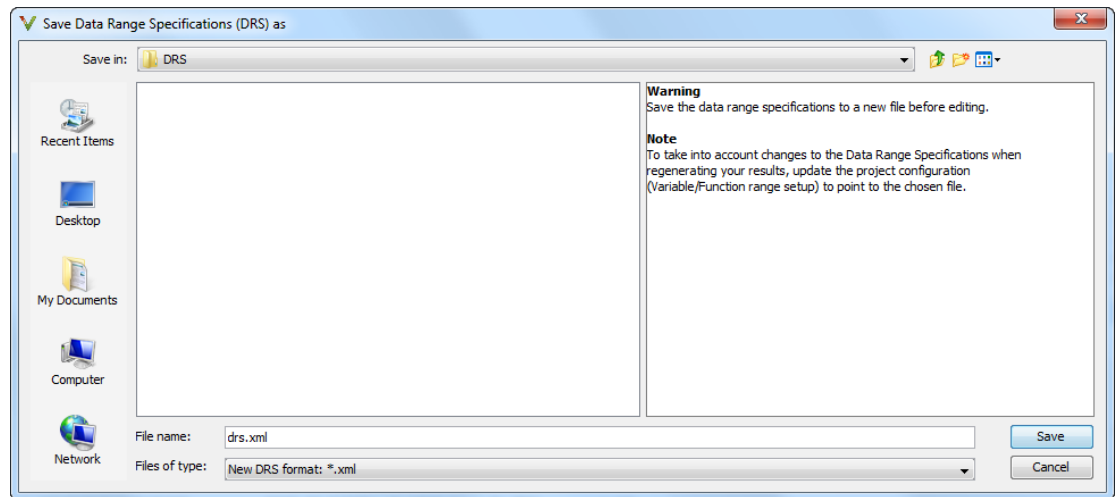 Save Data Range Specifications (DRS) as
Save in:
DRS
Recent Items
Desktop
My Documents
Computer
Network
Warning
Save the data range specifications to a new file before editing.
Note
To take into account changes to the Data Range Specifications when
regenerating your results, update the project configuration
(Variable/Function range setup) to point to the chosen file.
File name:
drs.xml
Save
Files of type:
New DRS format: *.xml
Cancel